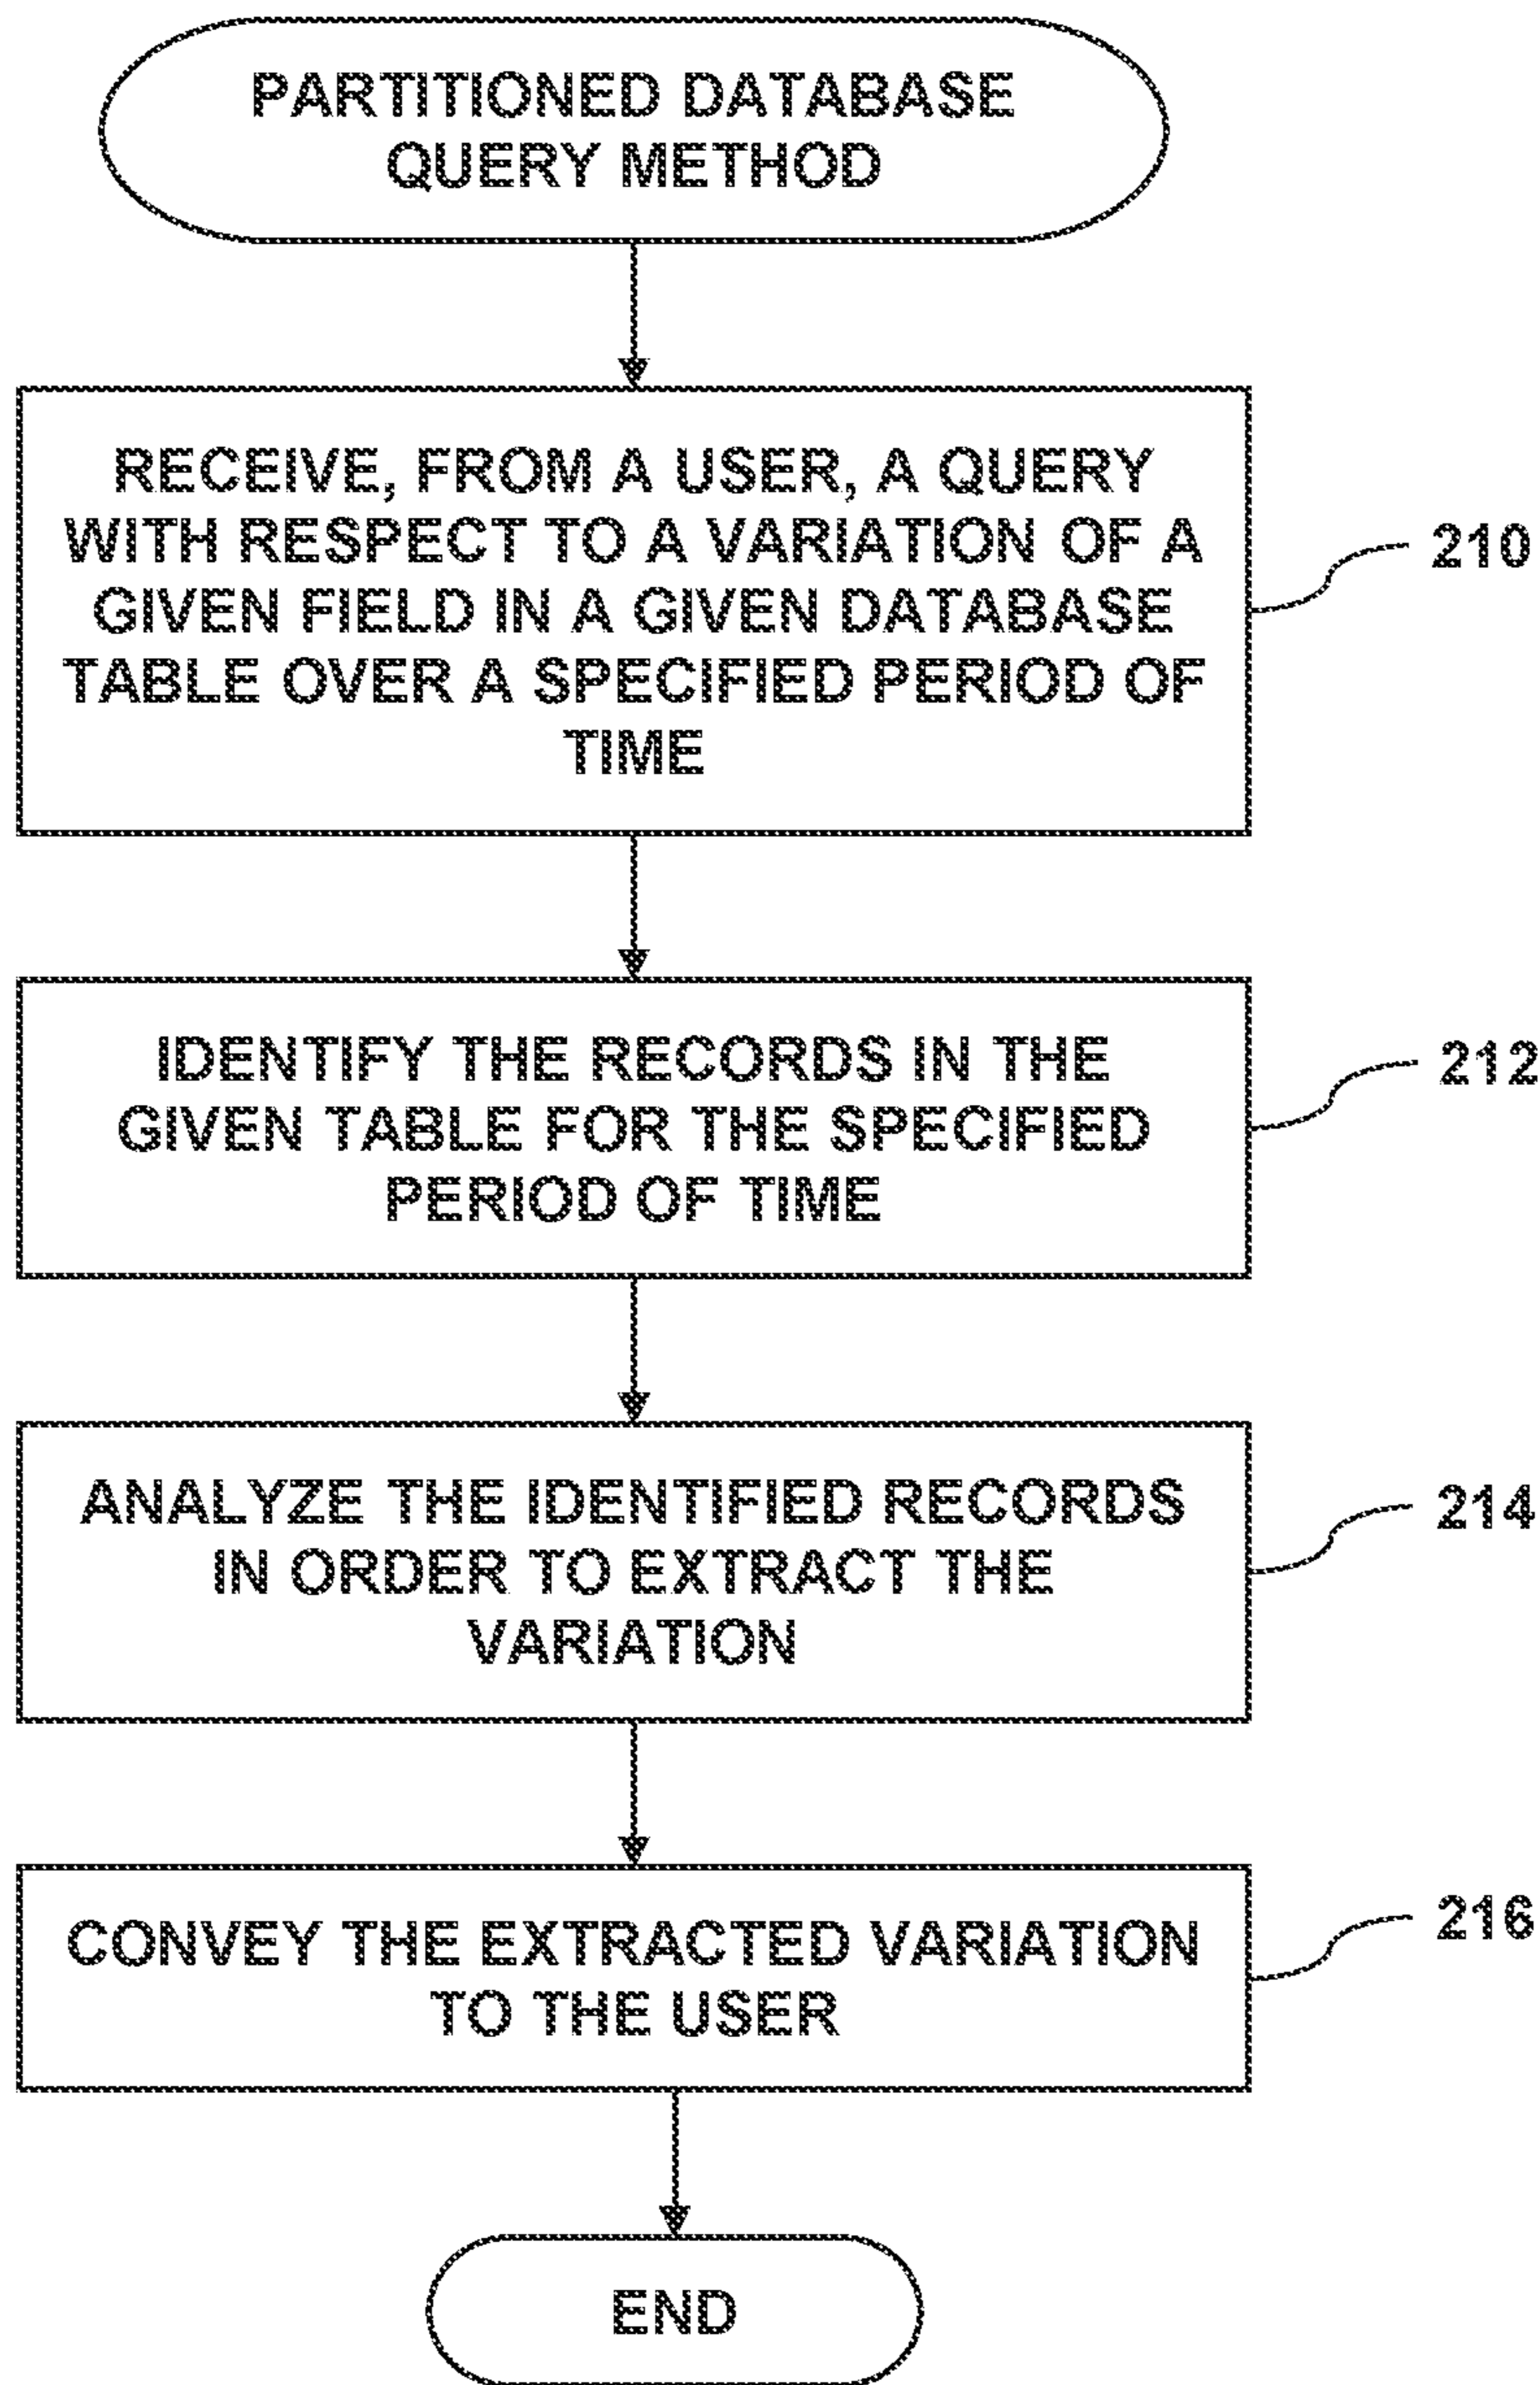 PARTITIONED DATABASE
QUERY METHOD
RECEIVE, FROM A USER, A QUERY
WITH RESPECT TO A VARIATION OF A
GIVEN FIELD IN A GIVEN DATABASE
TABLE OVER A SPECIFIED PERIOD OF
TIME
210
IDENTIFY THE RECORDS IN THE
GIVEN TABLE FOR THE SPECIFIED
PERIOD OF TIME
212
ANALYZE THE IDENTIFIED RECORDS
IN ORDER TO EXTRACT THE
VARIATION
214
CONVEY THE EXTRACTED VARIATION
TO THE USER
216
END